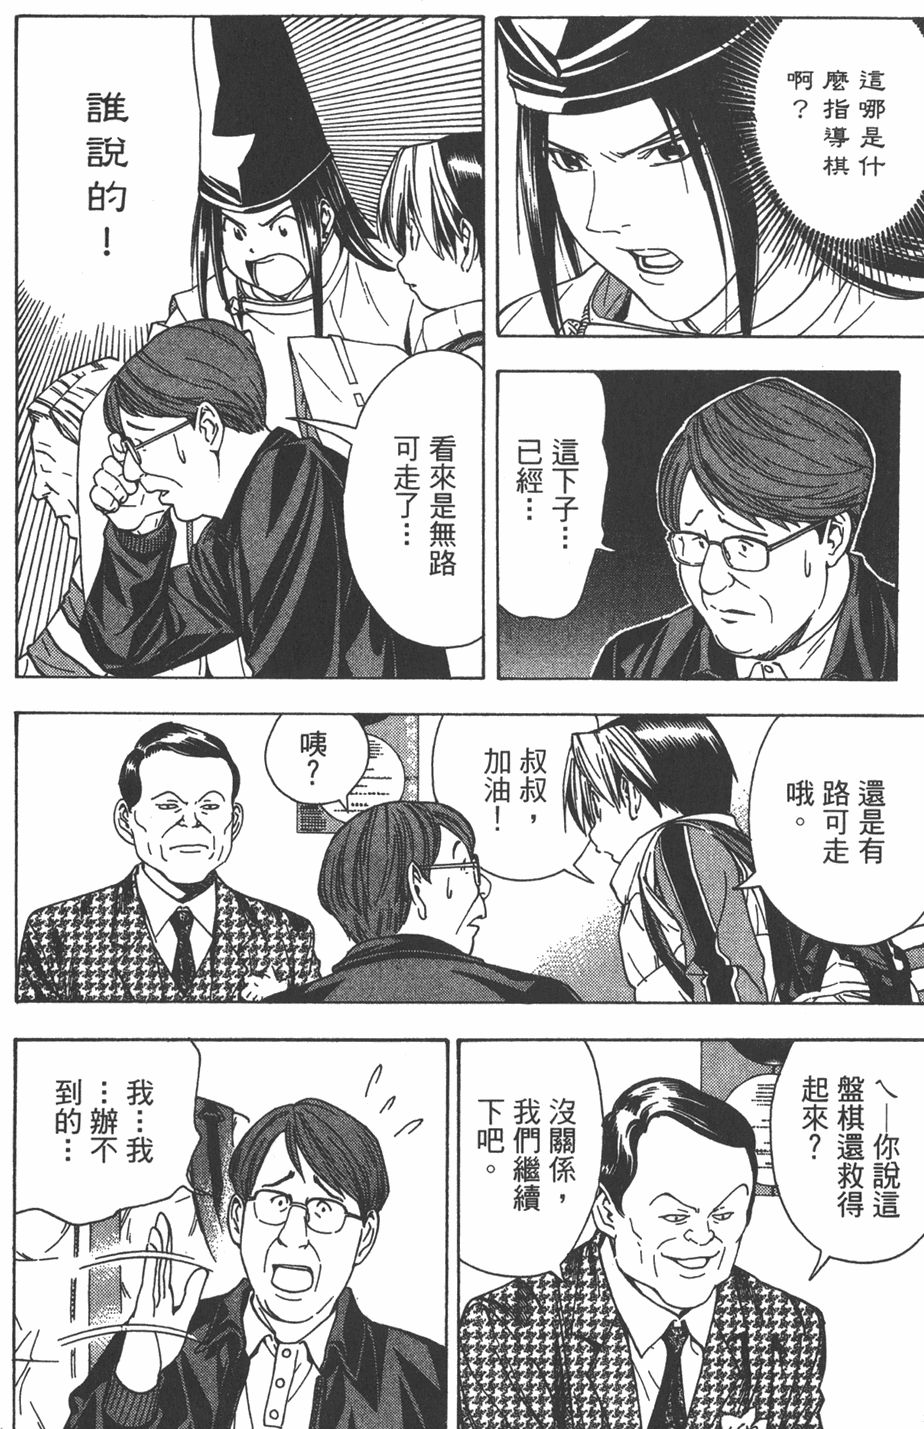 這哪是什
麼指導棋
啊？
這下子…
已經…
誰說的！
看來是無路
可走了…
還是有
路可走
哦。
叔叔，
加油！
咦？
ㄟ—你說這
盤棋還救得
起來？
沒關係，
我們繼續
下吧。
我…我
…辦不
到的…